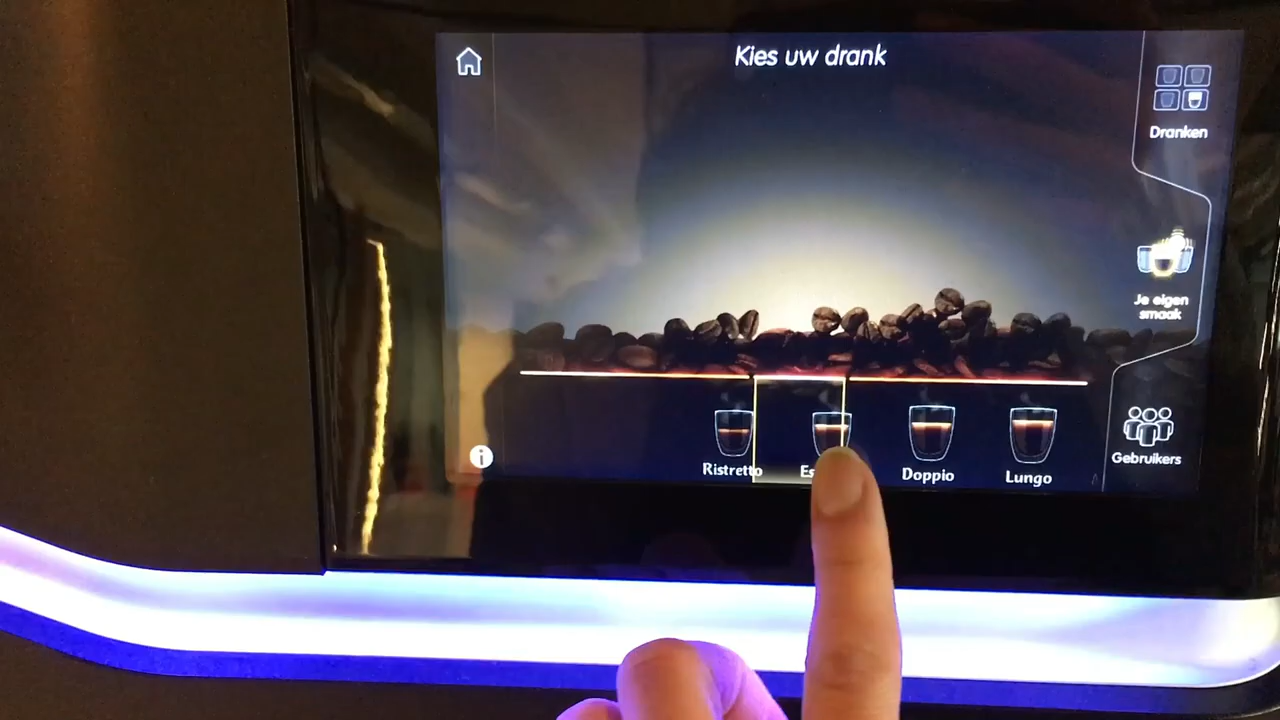 Kies uw drank
Dranken
Je eigen
smaak
Gebruikers
Ristretto
Doppio
Lungo